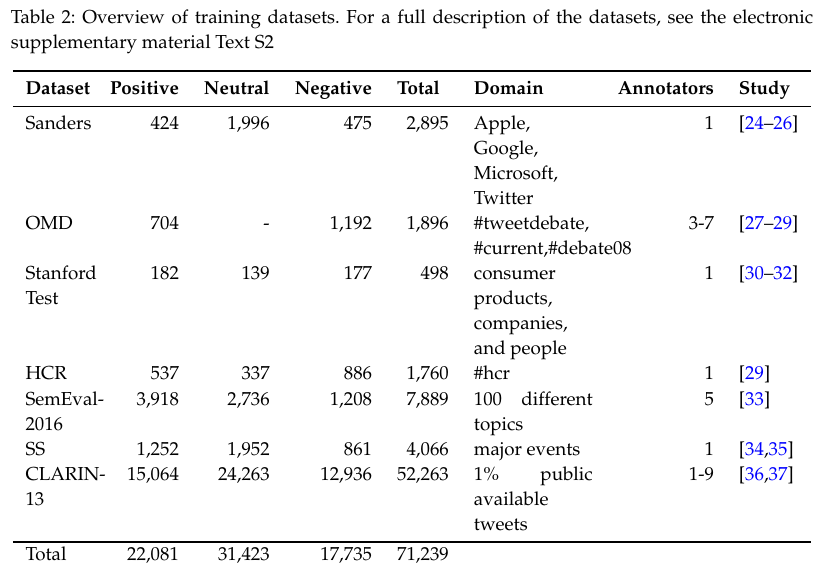 Table 2: Overview of training datasets. For a full description of the datasets, see the electronic
supplementary material Text S2
Dataset Positive Neutral Negative Total Domain Annotators Study
Sanders 424 1,996 475 2,895 Apple, 1 [24–26]
Google,
Microsoft,
Twitter
OMD 704 - 1,192 1,896 #tweetdebate, 3-7 [27–29]
#current,#debate08
Stanford 182 139 177 498 consumer 1 [30–32]
Test products,
companies,
and people
HCR 537 337 886 1,760 #hcr 1 [29]
SemEval- 3,918 2,736 1,208 7,889 100 different 5 [33]
2016 topics
SS 1,252 1,952 861 4,066 major events 1 [34,35]
CLARIN- 15,064 24,263 12,936 52,263 1% public 1-9 [36,37]
13 available
tweets
Total 22,081 31,423 17,735 71,239